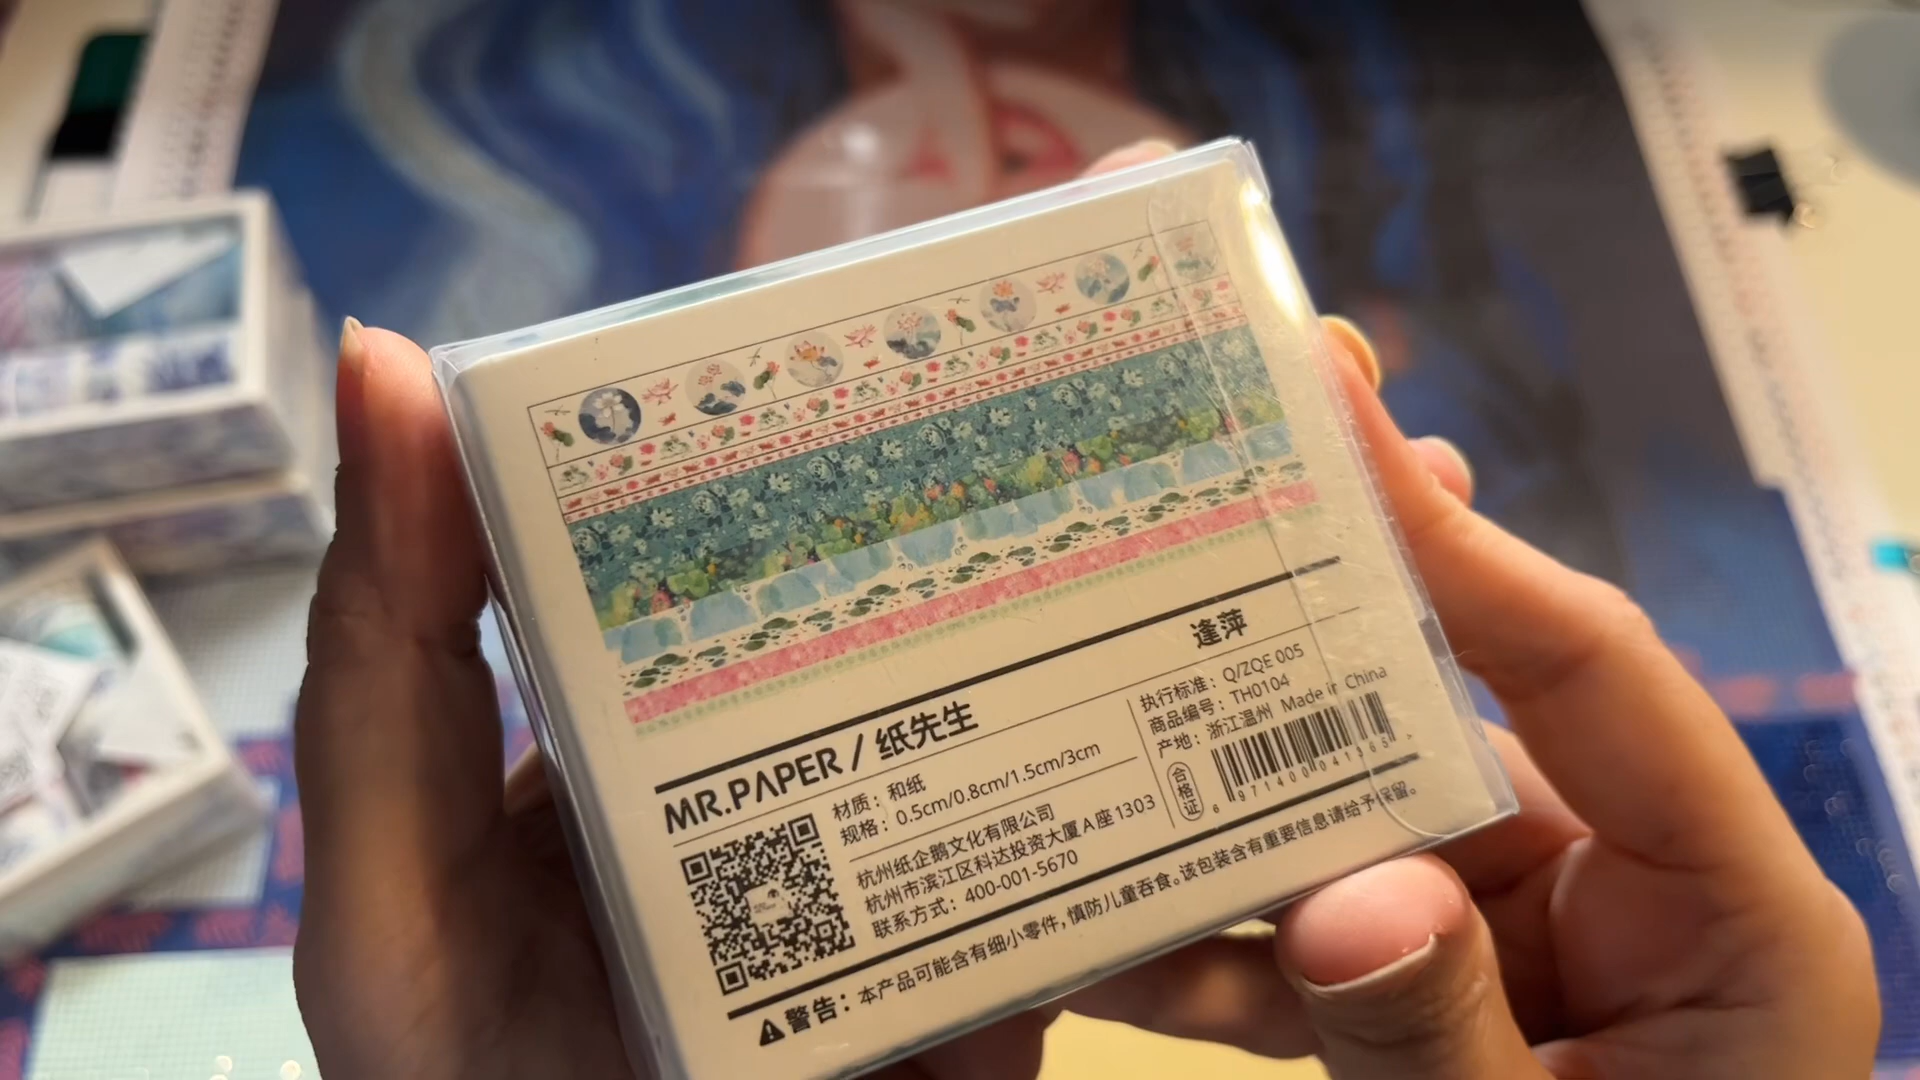 逢萍
MR.PAPER / 纸先生
材质：和纸
规格：0.5cm/0.8cm/1.5cm/3cm
杭州纸企鹅文化有限公司
杭州市滨江区科达投资大厦A座1303
联系方式：400-001-5670
执行标准：Q/ZQE 005
商品编号：TH0104
产地：浙江温州 Made in China
合格证
6 971400 041365
警告：本产品可能含有细小零件，慎防儿童吞食。该包装含有重要信息请给予保留。